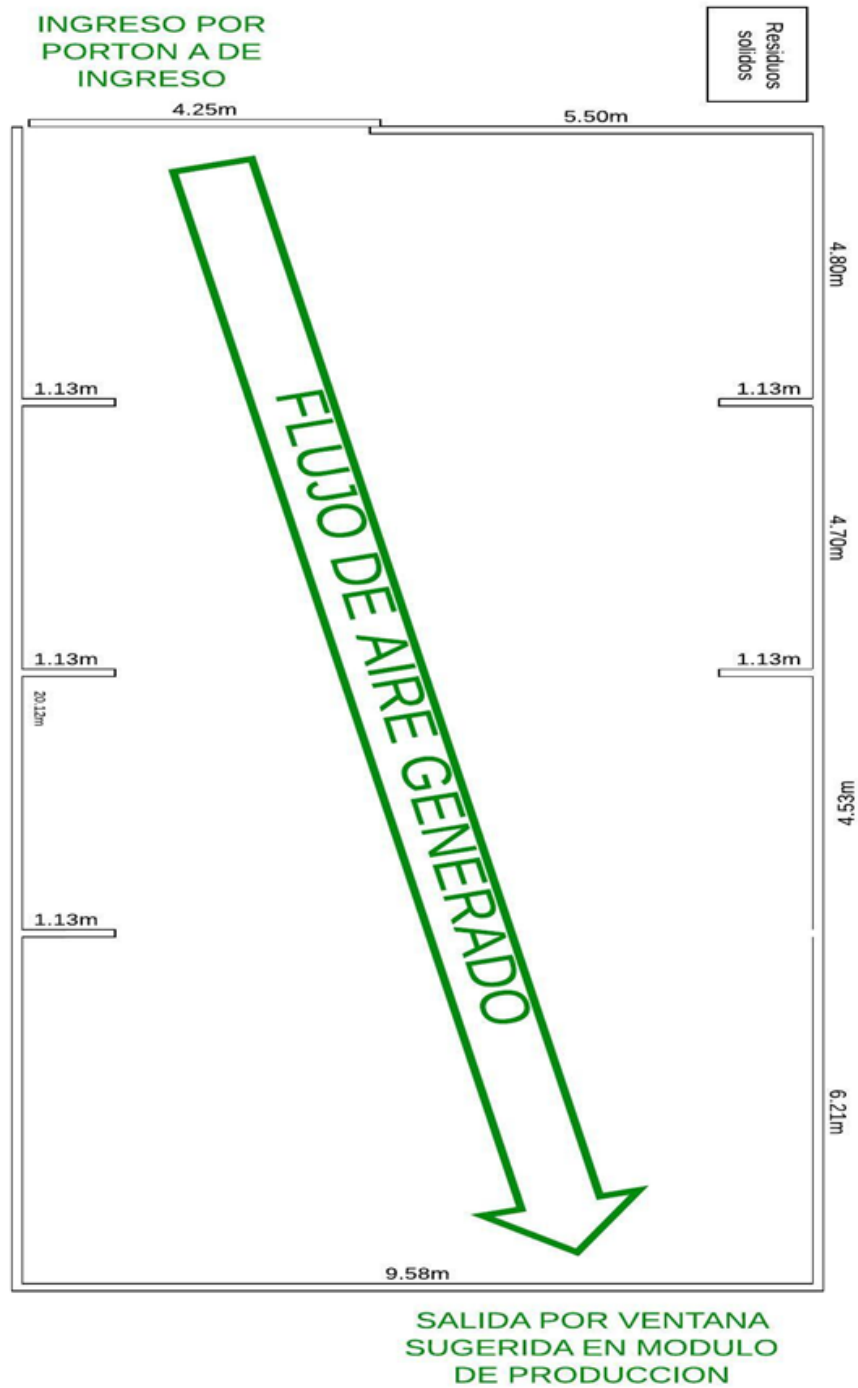 INGRESO POR
PORTON A DE
INGRESO
Residuos
solidos
4.25m
5.50m
4.80m
1.13m
1.13m
FLUJO DE AIRE GENERADO
4.70m
1.13m
1.13m
20.12m
4.53m
1.13m
6.21m
9.58m
SALIDA POR VENTANA
SUGERIDA EN MODULO
DE PRODUCCION